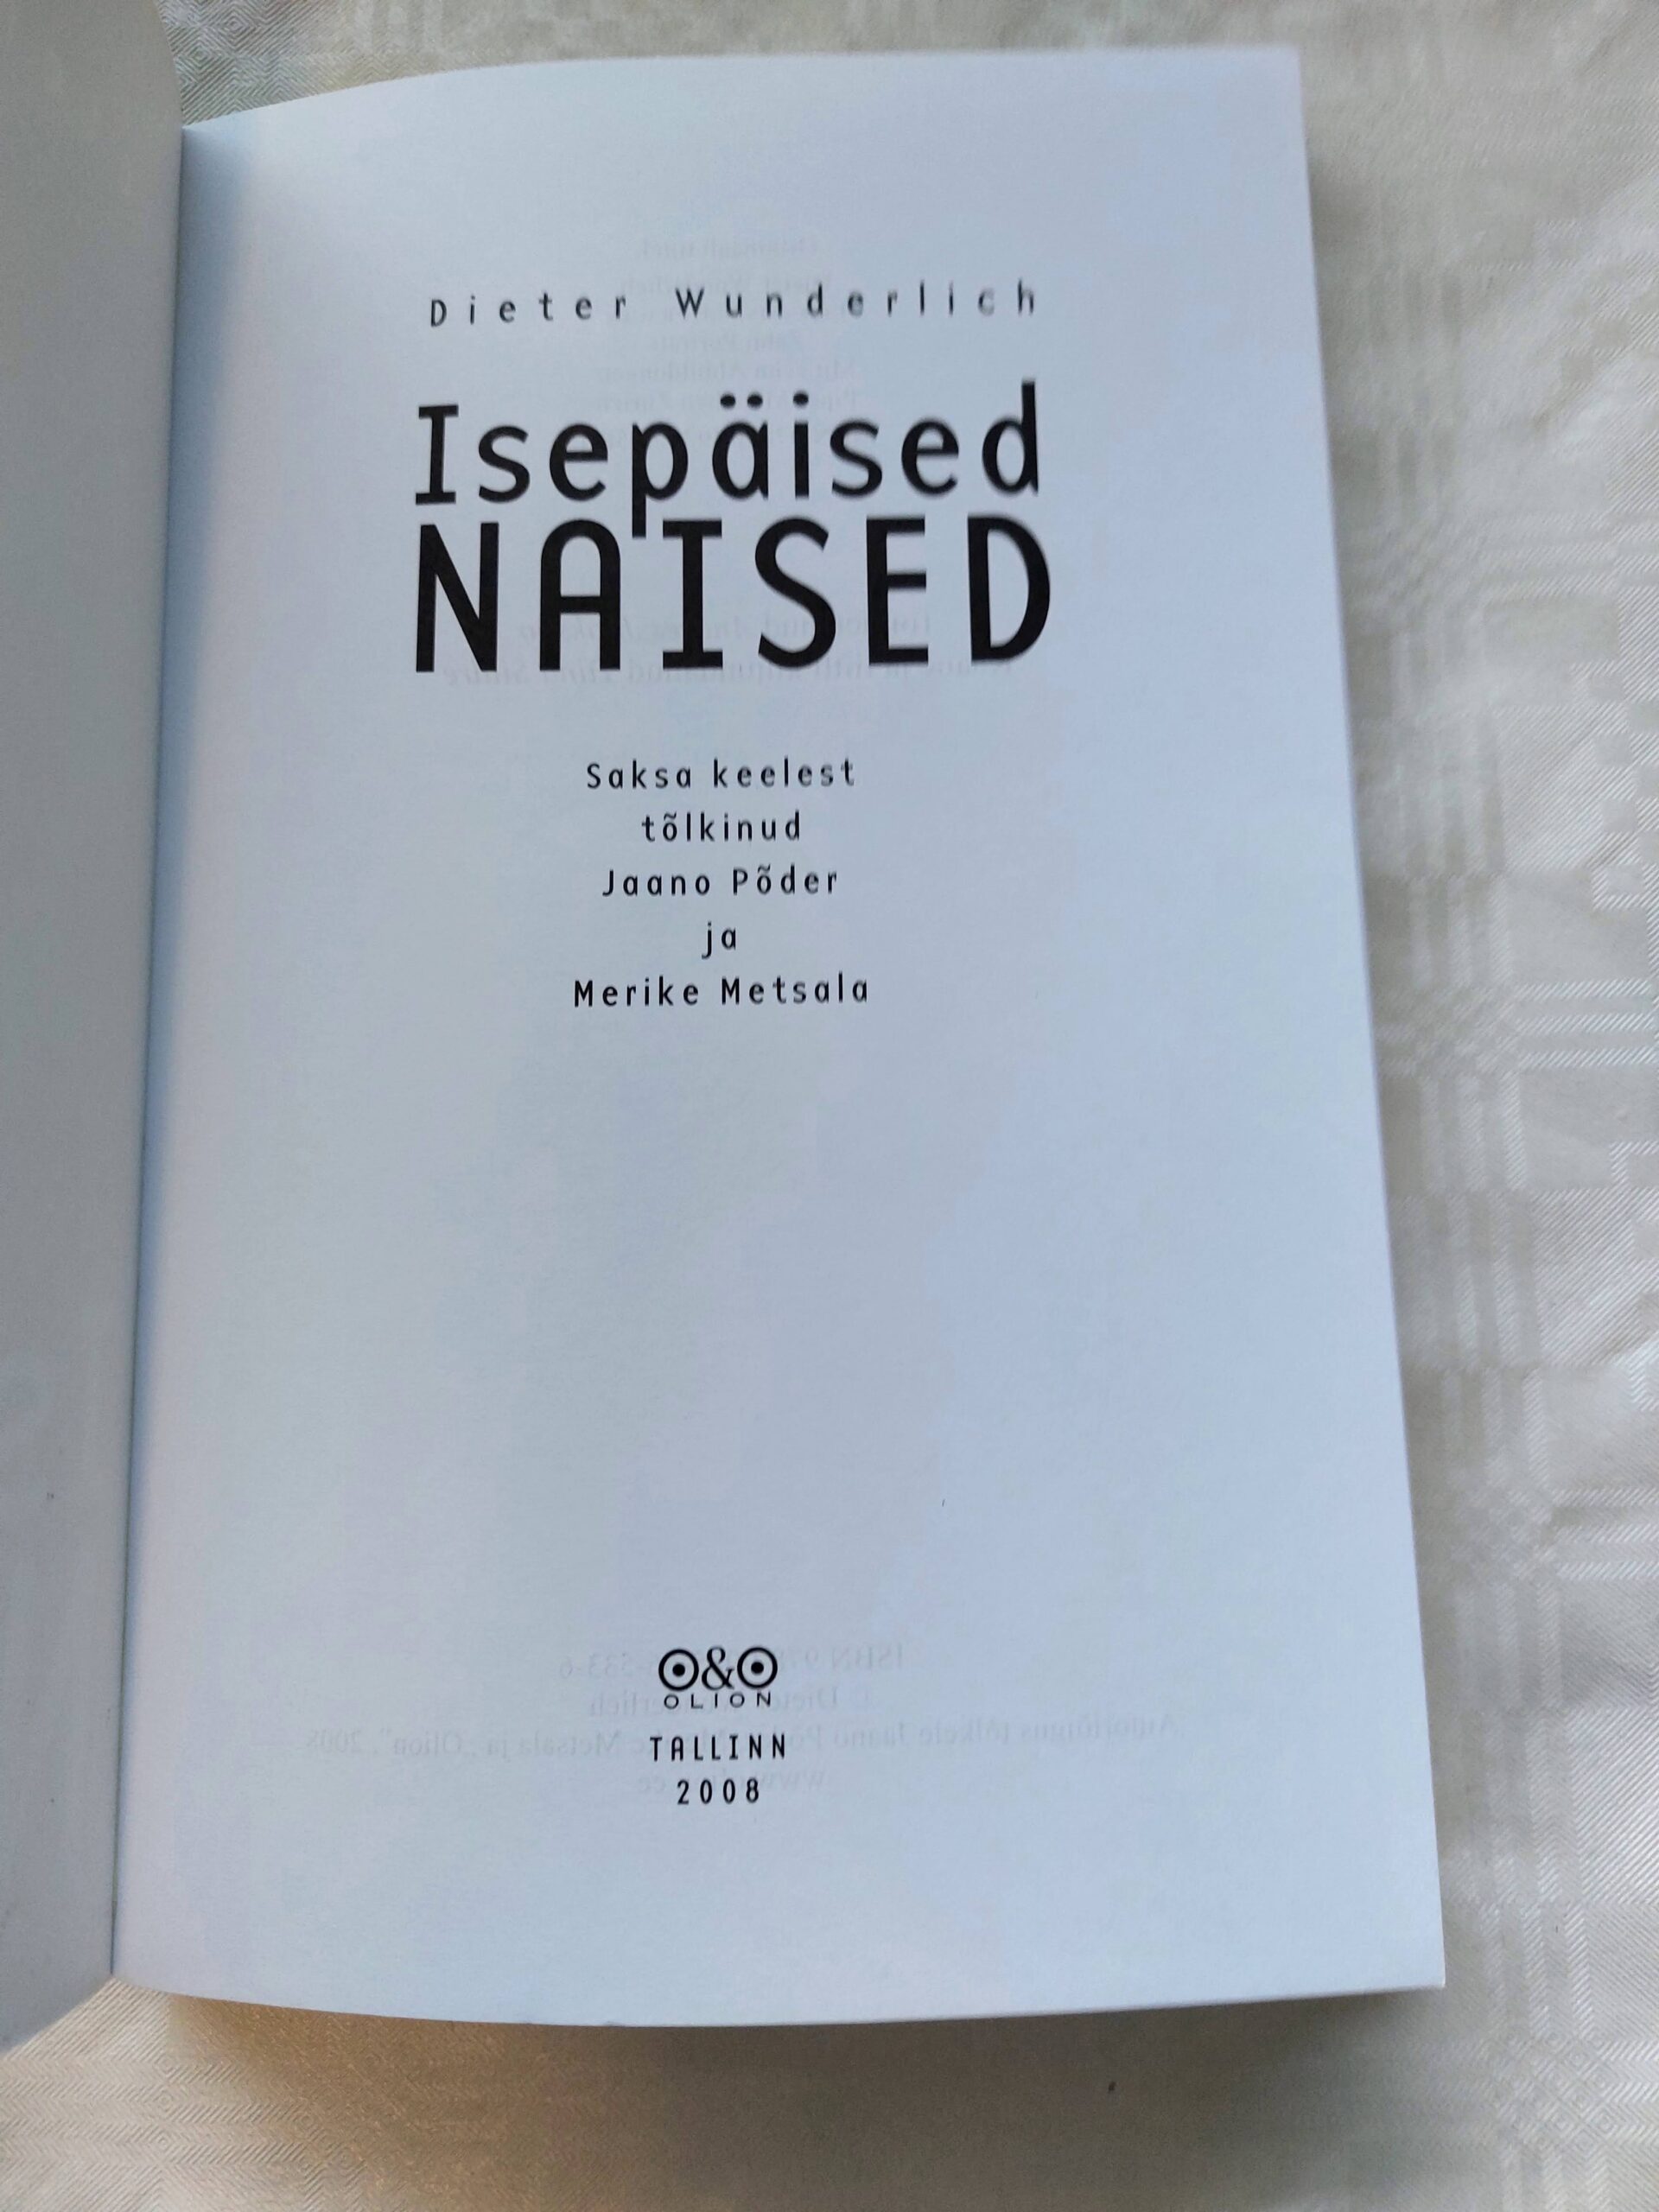 Dieter Wunderlich
Isepäised
NAISED
Saksa keelest
tõlkinud
Jaano Põder
ja
Merike Metsala
O&O
OLION
TALLINN
2008